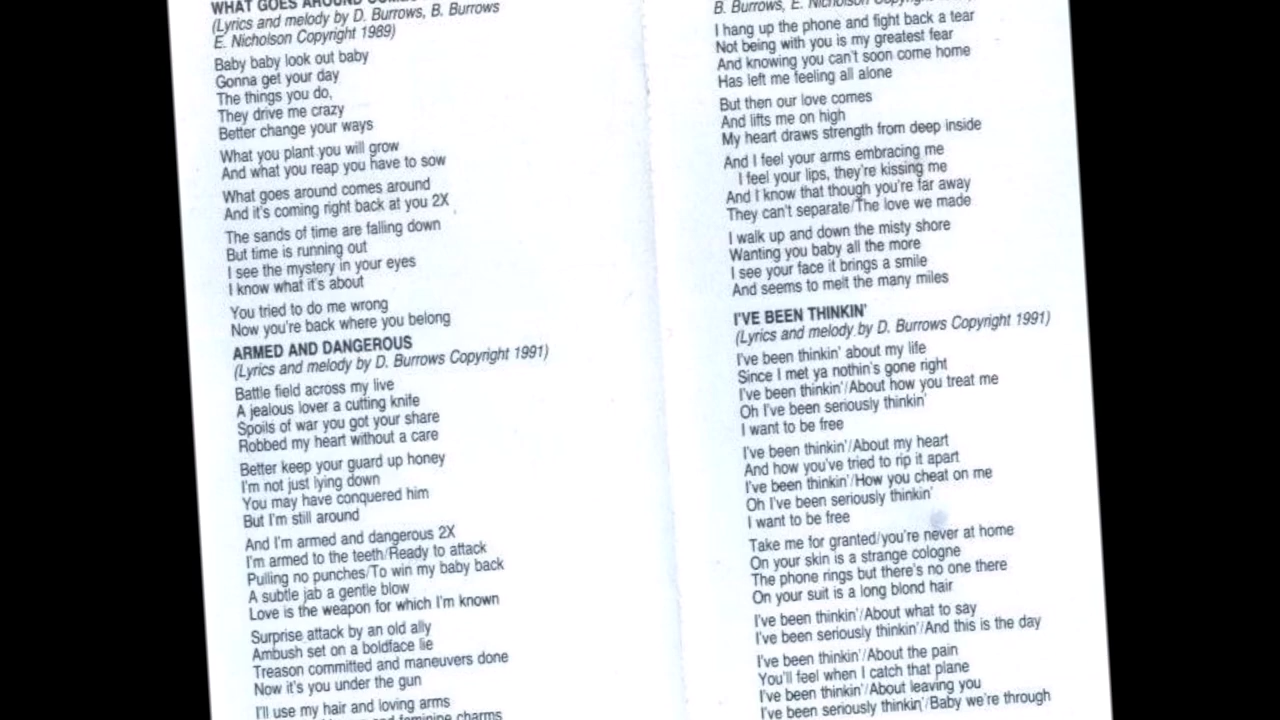 WHAT GOES AROUND
(Lyrics and melody by D. Burrows, B. Burrows
E. Nicholson Copyright 1989)
Baby baby look out baby
Gonna get your day
The things you do,
They drive me crazy
Better change your ways
What you plant you will grow
And what you reap you have to sow
What goes around comes around
And it's coming right back at you 2X
The sands of time are falling down
But time is running out
I see the mystery in your eyes
I know what it's about
You tried to do me wrong
Now you're back where you belong
ARMED AND DANGEROUS
(Lyrics and melody by D. Burrows Copyright 1991)
Battle field across my live
A jealous lover a cutting knife
Spoils of war you got your share
Robbed my heart without a care
Better keep your guard up honey
I'm not just lying down
You may have conquered him
But I'm still around
And I'm armed and dangerous 2X
I'm armed to the teeth/Ready to attack
Pulling no punches/To win my baby back
A subtle jab a gentle blow
Love is the weapon for which I'm known
Surprise attack by an old ally
Ambush set on a boldface lie
Treason committed and maneuvers done
Now it's you under the gun
I'll use my hair and loving arms
and feminine charms
B. Burrows, E. Nicholson
I hang up the phone and fight back a tear
Not being with you is my greatest fear
And knowing you can't soon come home
Has left me feeling all alone
But then our love comes
And lifts me on high
My heart draws strength from deep inside
And I feel your arms embracing me
I feel your lips, they're kissing me
And I know that though you're far away
They can't separate/The love we made
I walk up and down the misty shore
Wanting you baby all the more
I see your face it brings a smile
And seems to melt the many miles
I'VE BEEN THINKIN'
(Lyrics and melody by D. Burrows Copyright 1991)
I've been thinkin' about my life
Since I met ya nothin's gone right
I've been thinkin'/About how you treat me
Oh I've been seriously thinkin'
I want to be free
I've been thinkin'/About my heart
And how you've tried to rip it apart
I've been thinkin'/How you cheat on me
Oh I've been seriously thinkin'
I want to be free
Take me for granted/you're never at home
On your skin is a strange cologne
The phone rings but there's no one there
On your suit is a long blond hair
I've been thinkin'/About what to say
I've been seriously thinkin'/And this is the day
I've been thinkin'/About the pain
You'll feel when I catch that plane
I've been thinkin'/About leaving you
I've been seriously thinkin'/Baby we're through